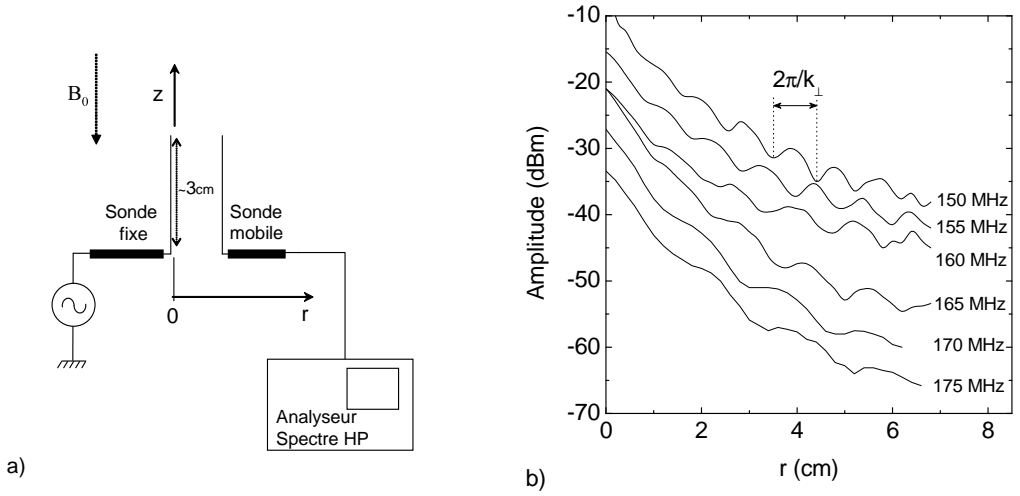 B0
z
~3cm
Sonde
fixe
Sonde
mobile
0
r
Analyseur
Spectre HP
a)
-10
-20
-30
-40
-50
-60
-70
Amplitude (dBm)
2π/k⊥
150 MHz
155 MHz
160 MHz
165 MHz
170 MHz
175 MHz
0
2
4
6
8
r (cm)
b)